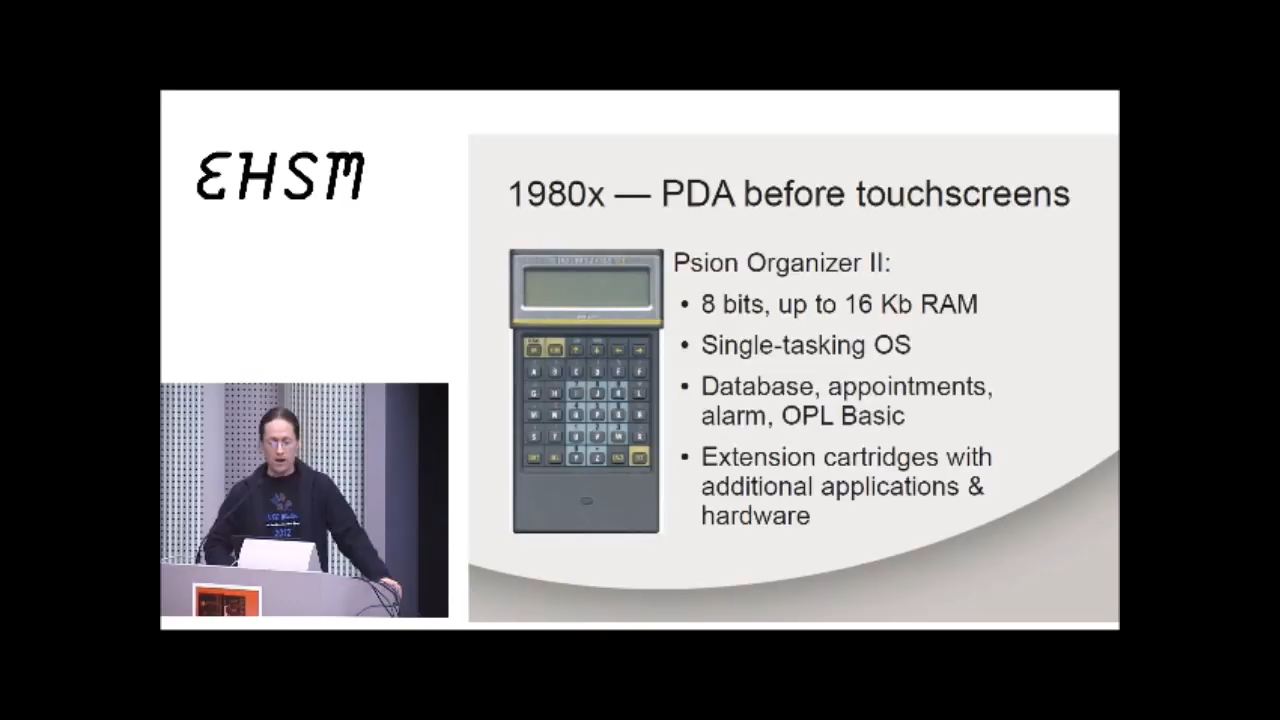 EHSM
1980x — PDA before touchscreens
Psion Organizer II:
• 8 bits, up to 16 Kb RAM
• Single-tasking OS
• Database, appointments,
alarm, OPL Basic
• Extension cartridges with
additional applications &
hardware
2012